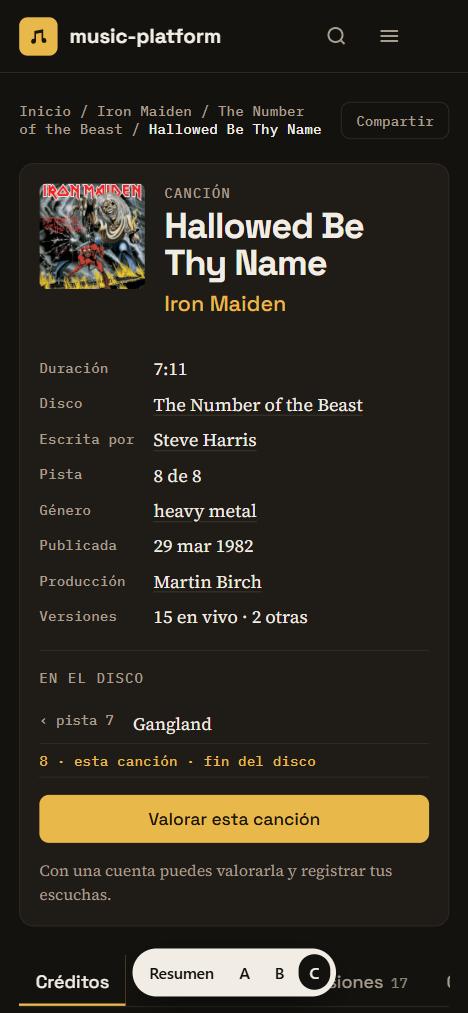 music-platform
Inicio / Iron Maiden / The Number
of the Beast / Hallowed Be Thy Name
Compartir
IRON MAIDEN
CANCIÓN
Hallowed Be
Thy Name
Iron Maiden
Duración 7:11
Disco The Number of the Beast
Escrita por Steve Harris
Pista 8 de 8
Género heavy metal
Publicada 29 mar 1982
Producción Martin Birch
Versiones 15 en vivo · 2 otras
EN EL DISCO
‹ pista 7 Gangland
8 · esta canción · fin del disco
Valorar esta canción
Con una cuenta puedes valorarla y registrar tus
escuchas.
Créditos
Resumen A B C
siones 17